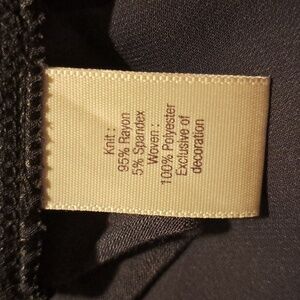 Knit :
95% Rayon
5% Spandex
Woven :
100% Polyester
Exclusive of
decoration